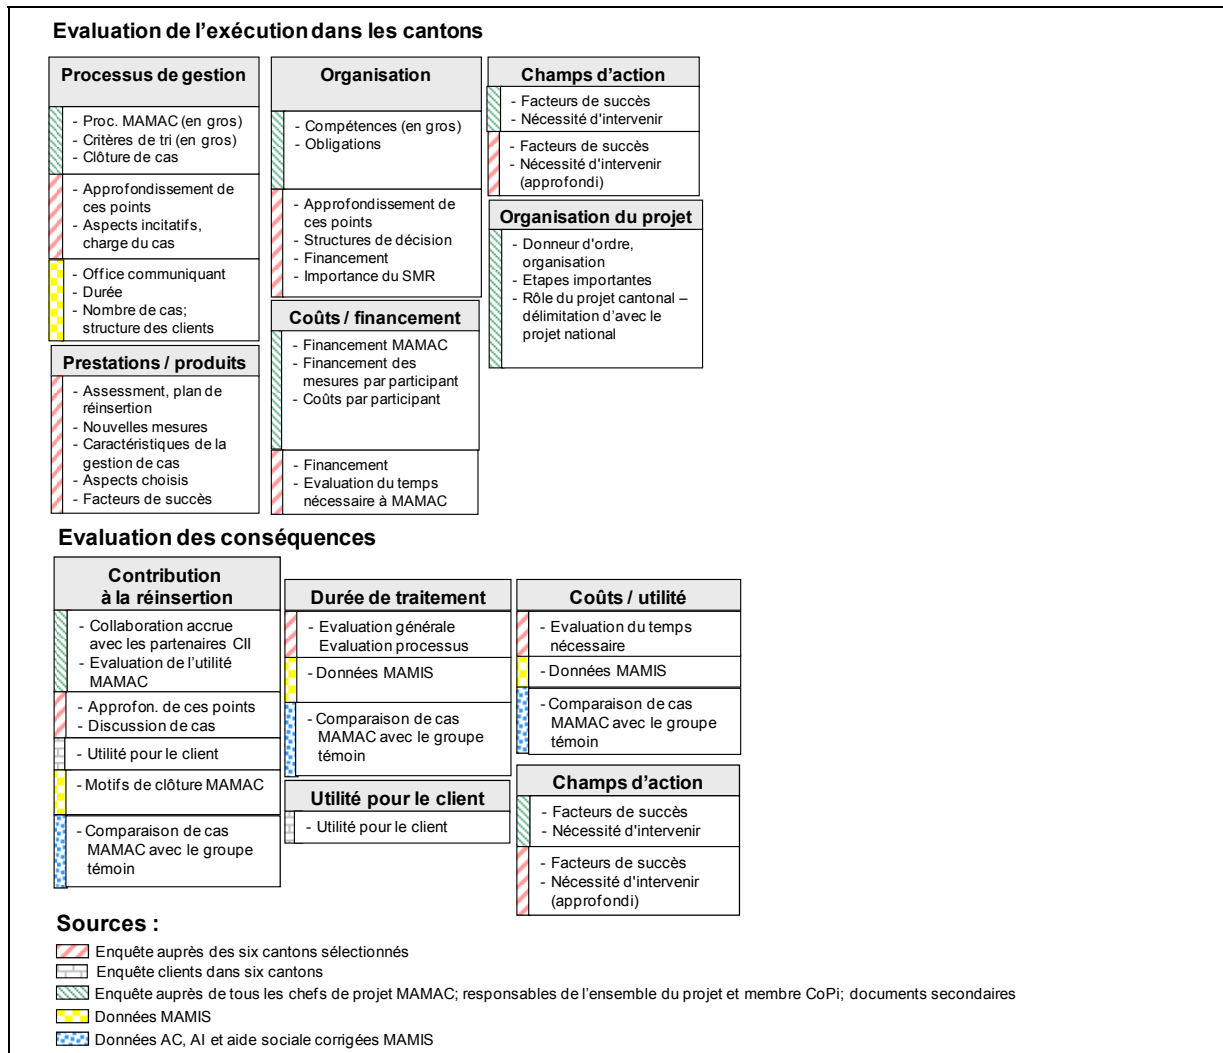 Evaluation de l'exécution dans les cantons
Processus de gestion
- Proc. MAMAC (en gros)
- Critères de tri (en gros)
- Clôture de cas
- Approfondissement de
ces points
- Aspects incitatifs,
charge du cas
- Office communiquant
- Durée
- Nombre de cas;
structure des clients
Prestations / produits
- Assessment, plan de
réinsertion
- Nouvelles mesures
- Caractéristiques de la
gestion de cas
- Aspects choisis
- Facteurs de succès
Organisation
- Compétences (en gros)
- Obligations
- Approfondissement de
ces points
- Structures de décision
- Financement
- Importance du SMR
Coûts / financement
- Financement MAMAC
- Financement des
mesures par participant
- Coûts par participant
- Financement
- Evaluation du temps
nécessaire à MAMAC
Champs d'action
- Facteurs de succès
- Nécessité d'intervenir
- Facteurs de succès
- Nécessité d'intervenir
(approfondi)
Organisation du projet
- Donneur d'ordre,
organisation
- Etapes importantes
- Rôle du projet cantonal –
délimitation d'avec le
projet national
Evaluation des conséquences
Contribution
à la réinsertion
- Collaboration accrue
avec les partenaires CII
- Evaluation de l'utilité
MAMAC
- Approfon. de ces points
- Discussion de cas
- Utilité pour le client
- Motifs de clôture MAMAC
- Comparaison de cas
MAMAC avec le groupe
témoin
Durée de traitement
- Evaluation générale
Evaluation processus
- Données MAMIS
- Comparaison de cas
MAMAC avec le groupe
témoin
Utilité pour le client
- Utilité pour le client
Coûts / utilité
- Evaluation du temps
nécessaire
- Données MAMIS
- Comparaison de cas
MAMAC avec le groupe
témoin
Champs d'action
- Facteurs de succès
- Nécessité d'intervenir
- Facteurs de succès
- Nécessité d'intervenir
(approfondi)
Sources :
Enquête auprès des six cantons sélectionnés
Enquête clients dans six cantons
Enquête auprès de tous les chefs de projet MAMAC; responsables de l'ensemble du projet et membre CoPi; documents secondaires
Données MAMIS
Données AC, AI et aide sociale corrigées MAMIS